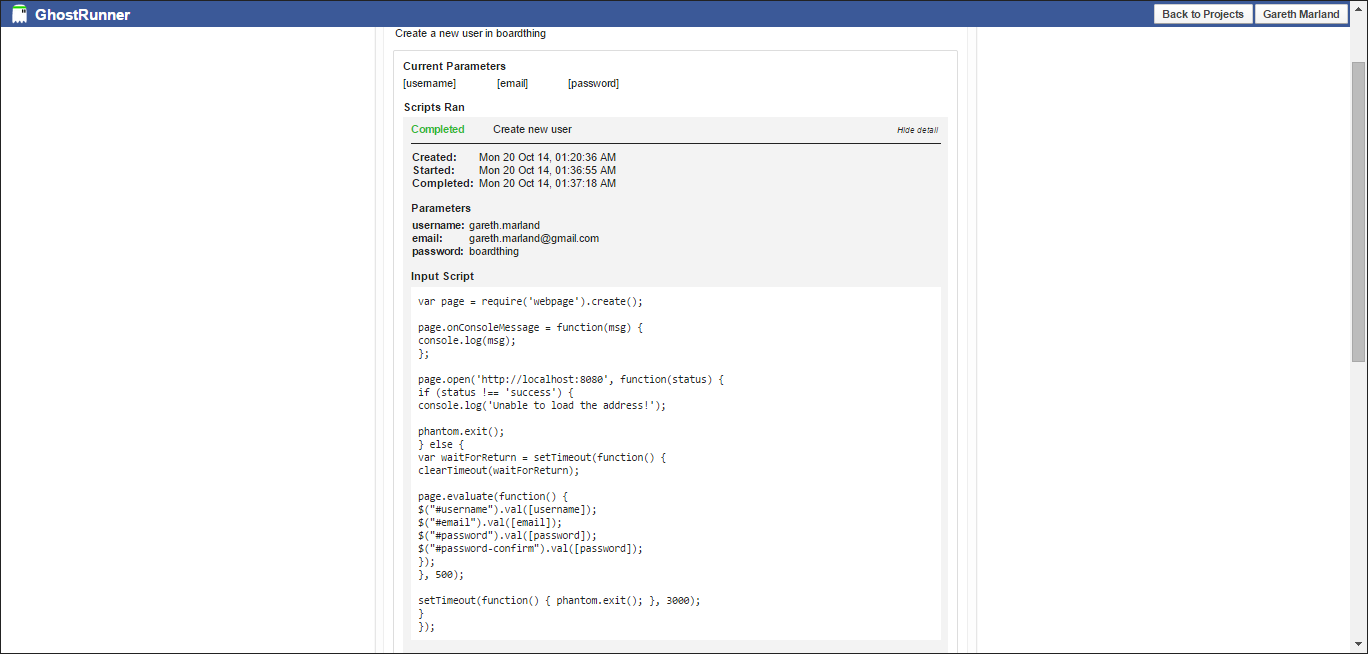 GhostRunner
Back to Projects
Gareth Marland
Create a new user in boardthing
Current Parameters
[username] [email] [password]
Scripts Ran
Completed Create new user Hide detail
Created: Mon 20 Oct 14, 01:20:36 AM
Started: Mon 20 Oct 14, 01:36:55 AM
Completed: Mon 20 Oct 14, 01:37:18 AM
Parameters
username: gareth.marland
email: gareth.marland@gmail.com
password: boardthing
Input Script
var page = require('webpage').create();
page.onConsoleMessage = function(msg) {
console.log(msg);
};
page.open('http://localhost:8080', function(status) {
if (status !== 'success') {
console.log('Unable to load the address!');
phantom.exit();
} else {
var waitForReturn = setTimeout(function() {
clearTimeout(waitForReturn);
page.evaluate(function() {
$("#username").val([username]);
$("#email").val([email]);
$("#password").val([password]);
$("#password-confirm").val([password]);
});
}, 500);
setTimeout(function() { phantom.exit(); }, 3000);
}
});